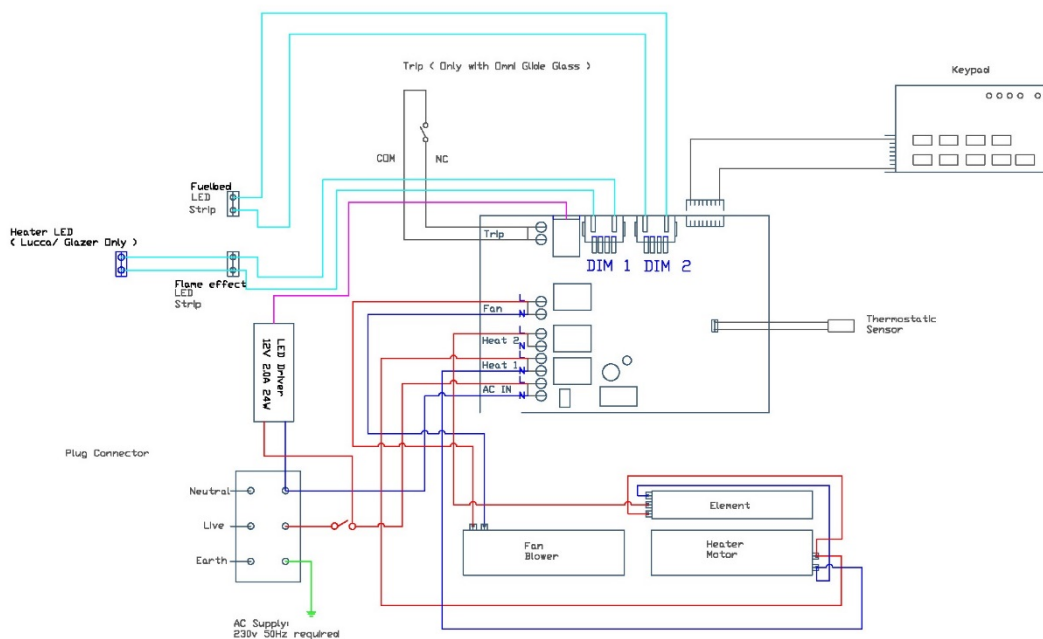 Keypad
Trip ( Only with Omni Glide Glass )
COM
NC
Fuelbed
LED
Strip
Heater LED
( Lucca/ Glazer Only )
Flame effect
LED
Strip
Trip
DIM 1
DIM 2
L
Fan
N
L
Heat 2
N
L
Heat 1
N
L
AC IN
N
Thermostatic
Sensor
LED Driver
12V 2.0A 24W
Plug Connector
Neutral
Live
Earth
Element
Fan
Blower
Heater
Motor
AC Supply:
230v 50Hz required